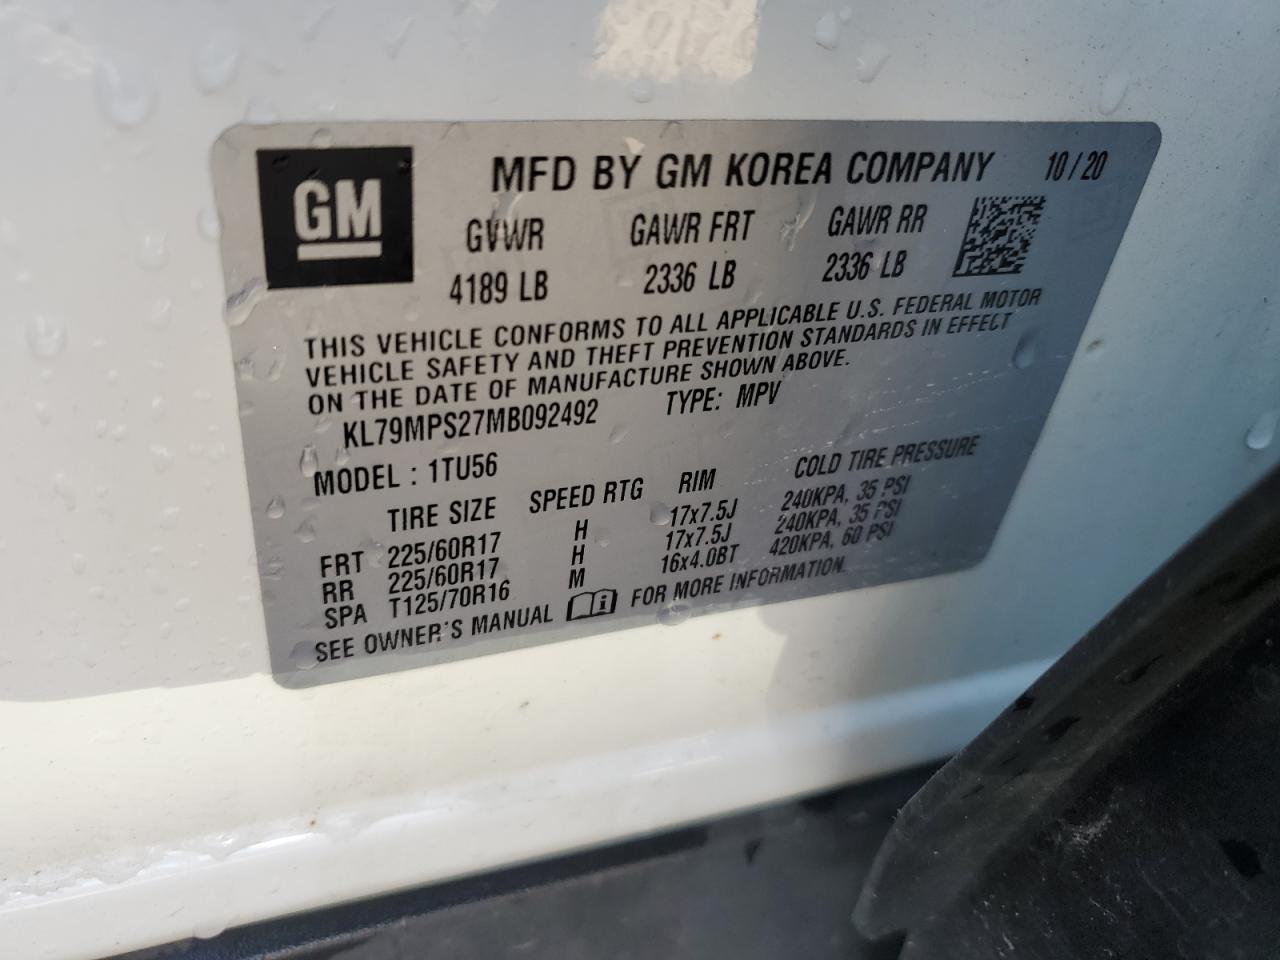 GM
MFD BY GM KOREA COMPANY 10/20
GVWR GAWR FRT GAWR RR
4189 LB 2336 LB 2336 LB
THIS VEHICLE CONFORMS TO ALL APPLICABLE U.S. FEDERAL MOTOR
VEHICLE SAFETY AND THEFT PREVENTION STANDARDS IN EFFECT
ON THE DATE OF MANUFACTURE SHOWN ABOVE.
KL79MPS27MB092492 TYPE: MPV
MODEL : 1TU56
TIRE SIZE SPEED RTG RIM COLD TIRE PRESSURE
FRT 225/60R17 H 17x7.5J 240KPA, 35 PSI
RR 225/60R17 H 17x7.5J 240KPA, 35 PSI
SPA T125/70R16 M 16x4.0BT 420KPA, 60 PSI
SEE OWNER'S MANUAL FOR MORE INFORMATION.